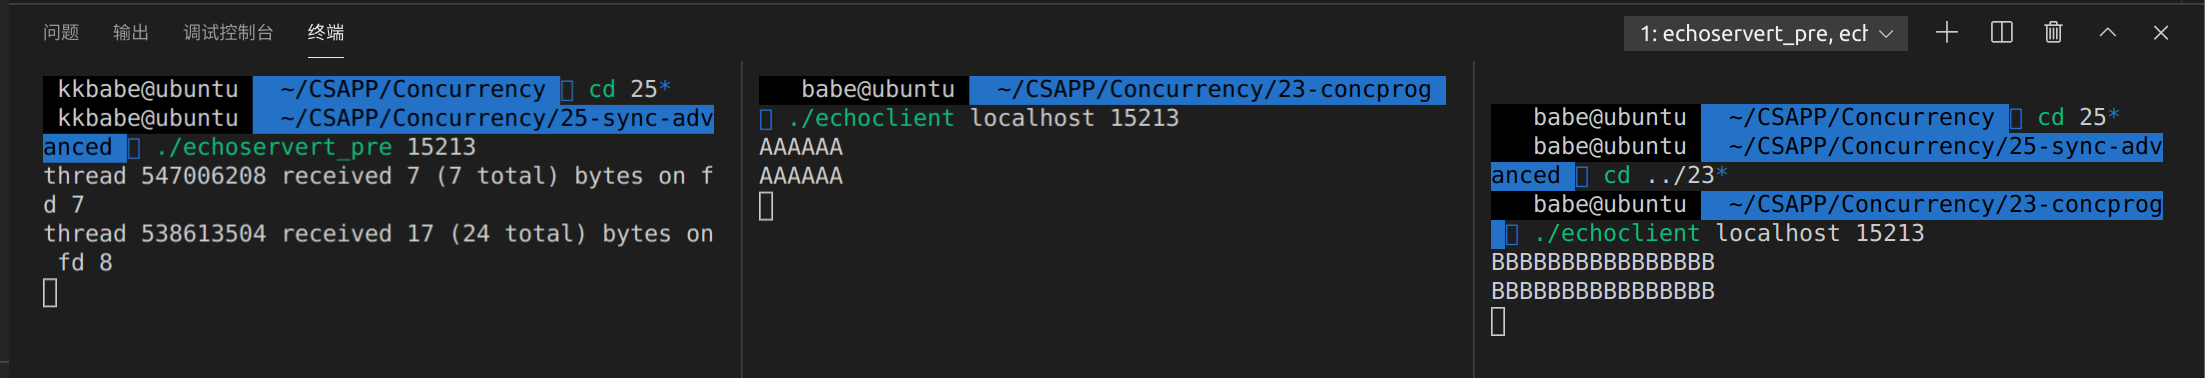 问题 输出 调试控制台 终端 1: echoservert_pre, ech
kkbabe@ubuntu ~/CSAPP/Concurrency cd 25*
kkbabe@ubuntu ~/CSAPP/Concurrency/25-sync-adv
anced ./echoservert_pre 15213
thread 547006208 received 7 (7 total) bytes on f
d 7
thread 538613504 received 17 (24 total) bytes on
fd 8
babe@ubuntu ~/CSAPP/Concurrency/23-concprog
./echoclient localhost 15213
AAAAAA
AAAAAA
babe@ubuntu ~/CSAPP/Concurrency cd 25*
babe@ubuntu ~/CSAPP/Concurrency/25-sync-adv
anced cd ../23*
babe@ubuntu ~/CSAPP/Concurrency/23-concprog
./echoclient localhost 15213
BBBBBBBBBBBBBBBB
BBBBBBBBBBBBBBBB